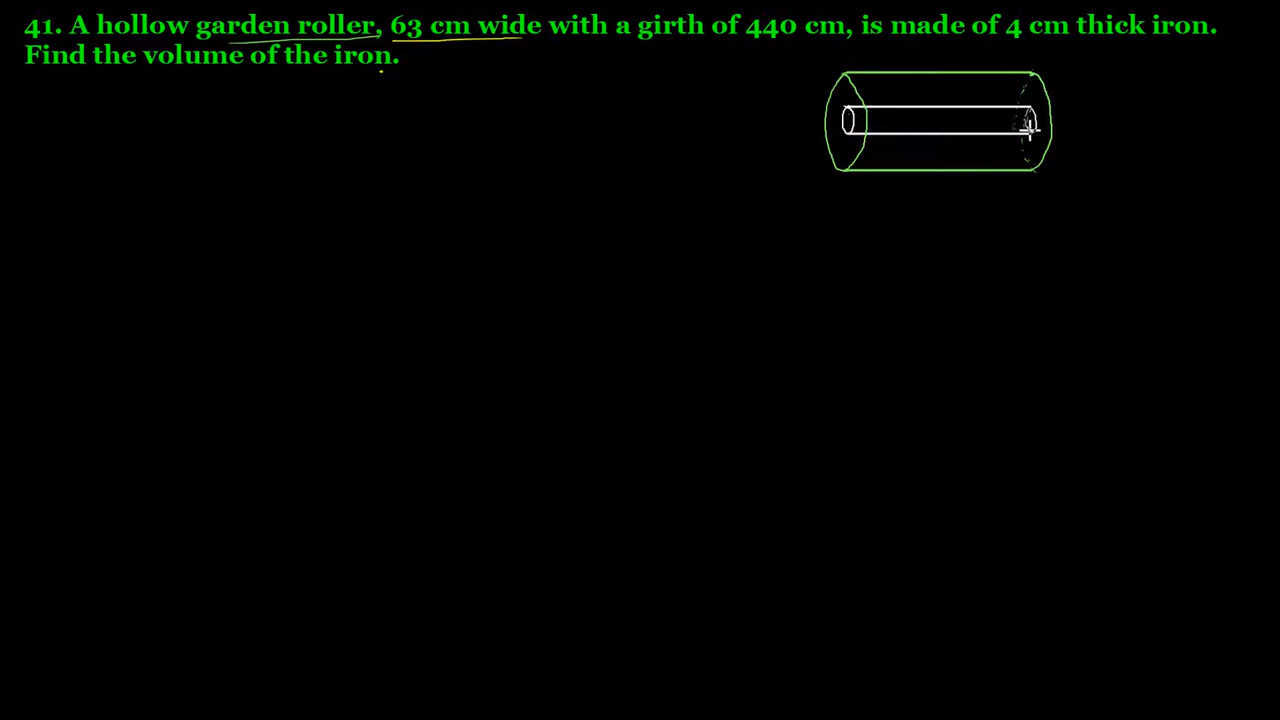 41. A hollow garden roller, 63 cm wide with a girth of 440 cm, is made of 4 cm thick iron.
Find the volume of the iron.